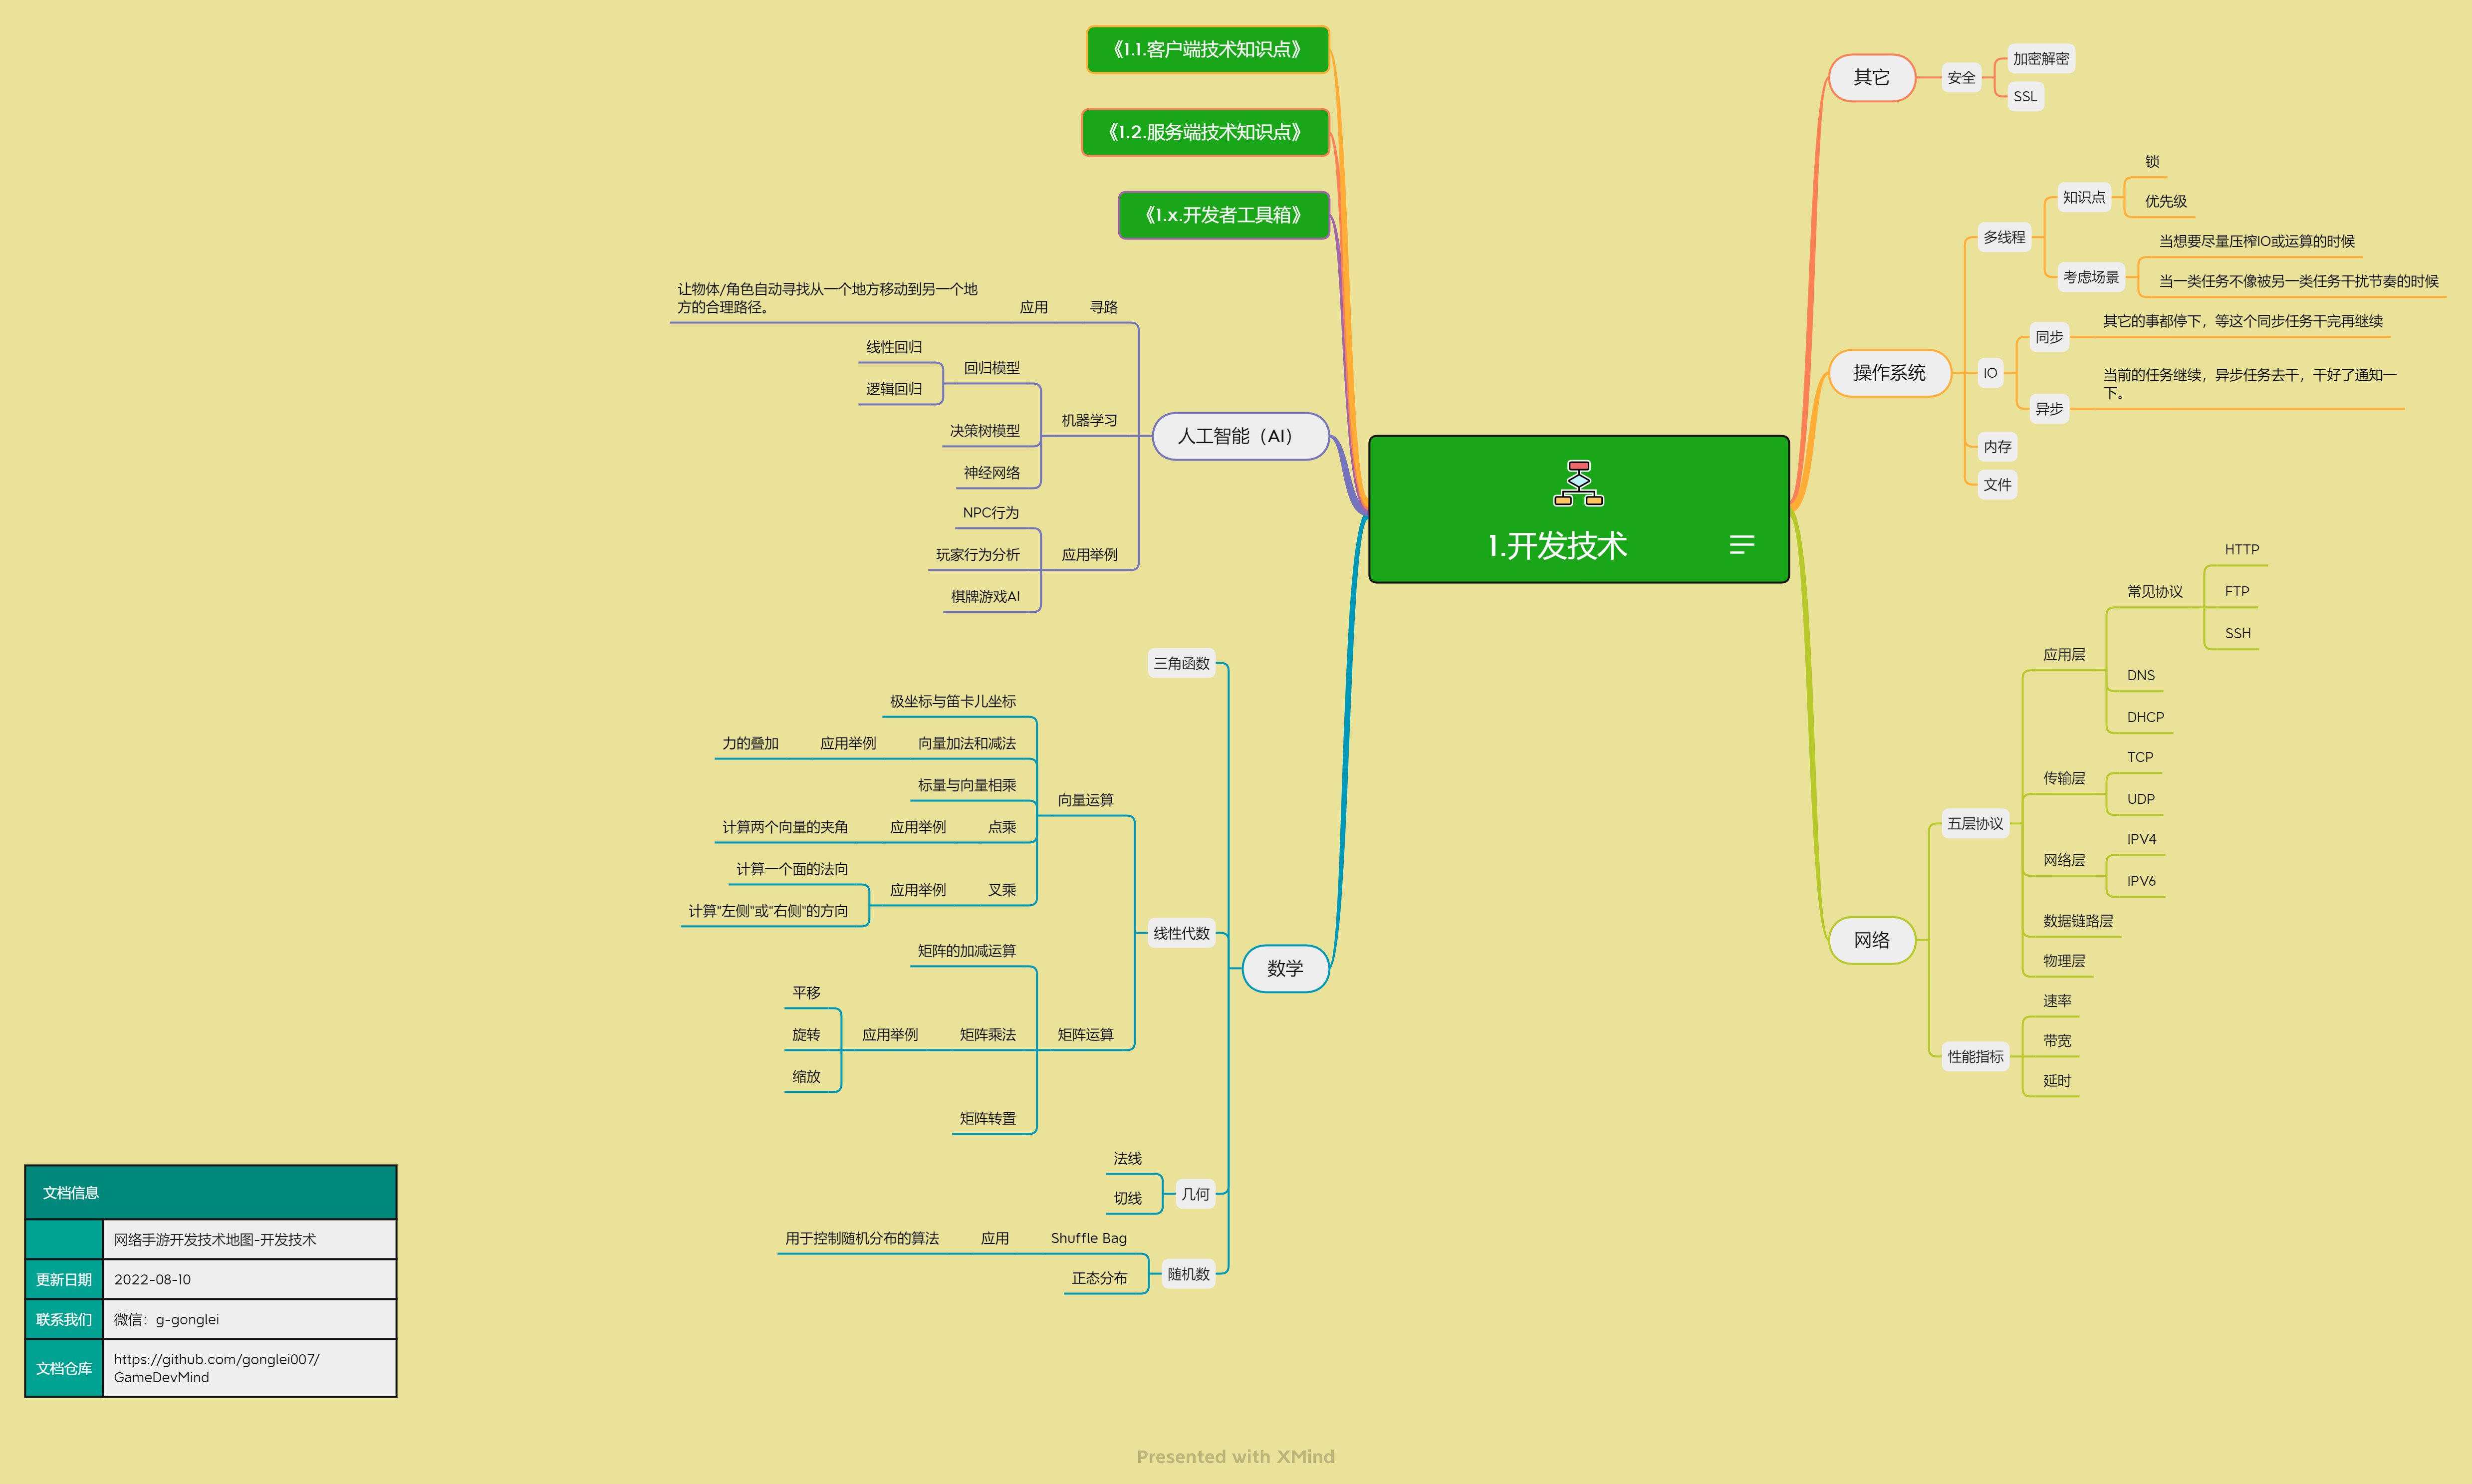 《1.1.客户端技术知识点》
《1.2.服务端技术知识点》
《1.x.开发者工具箱》
让物体/角色自动寻找从一个地方移动到另一个地
方的合理路径。
应用
寻路
线性回归
逻辑回归
回归模型
决策树模型
神经网络
机器学习
NPC行为
玩家行为分析
棋牌游戏AI
应用举例
人工智能（AI）
三角函数
极坐标与笛卡儿坐标
力的叠加
应用举例
向量加法和减法
标量与向量相乘
计算两个向量的夹角
应用举例
点乘
计算一个面的法向
计算"左侧"或"右侧"的方向
应用举例
叉乘
向量运算
线性代数
矩阵的加减运算
平移
旋转
缩放
应用举例
矩阵乘法
矩阵转置
矩阵运算
法线
切线
几何
用于控制随机分布的算法
应用
Shuffle Bag
正态分布
随机数
数学
1.开发技术
其它
安全
加密解密
SSL
操作系统
多线程
知识点
锁
优先级
考虑场景
当想要尽量压榨IO或运算的时候
当一类任务不像被另一类任务干扰节奏的时候
IO
同步
其它的事都停下，等这个同步任务干完再继续
异步
当前的任务继续，异步任务去干，干好了通知一
下。
内存
文件
网络
五层协议
应用层
常见协议
HTTP
FTP
SSH
DNS
DHCP
传输层
TCP
UDP
网络层
IPV4
IPV6
数据链路层
物理层
性能指标
速率
带宽
延时
文档信息
网络手游开发技术地图-开发技术
更新日期
2022-08-10
联系我们
微信：g-gonglei
文档仓库
https://github.com/gonglei007/
GameDevMind
Presented with XMind